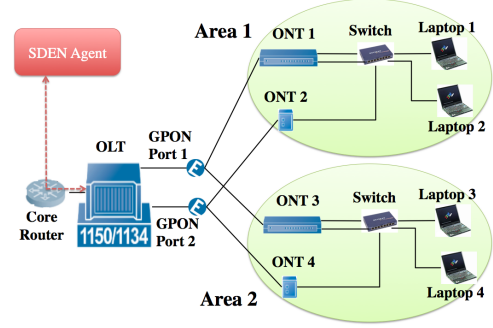 SDEN Agent
Area 1
ONT 1
Switch
Laptop 1
Laptop 2
ONT 2
OLT
GPON
Port 1
GPON
Port 2
Core
Router
1150/1134
Area 2
ONT 3
Switch
Laptop 3
Laptop 4
ONT 4
E
E